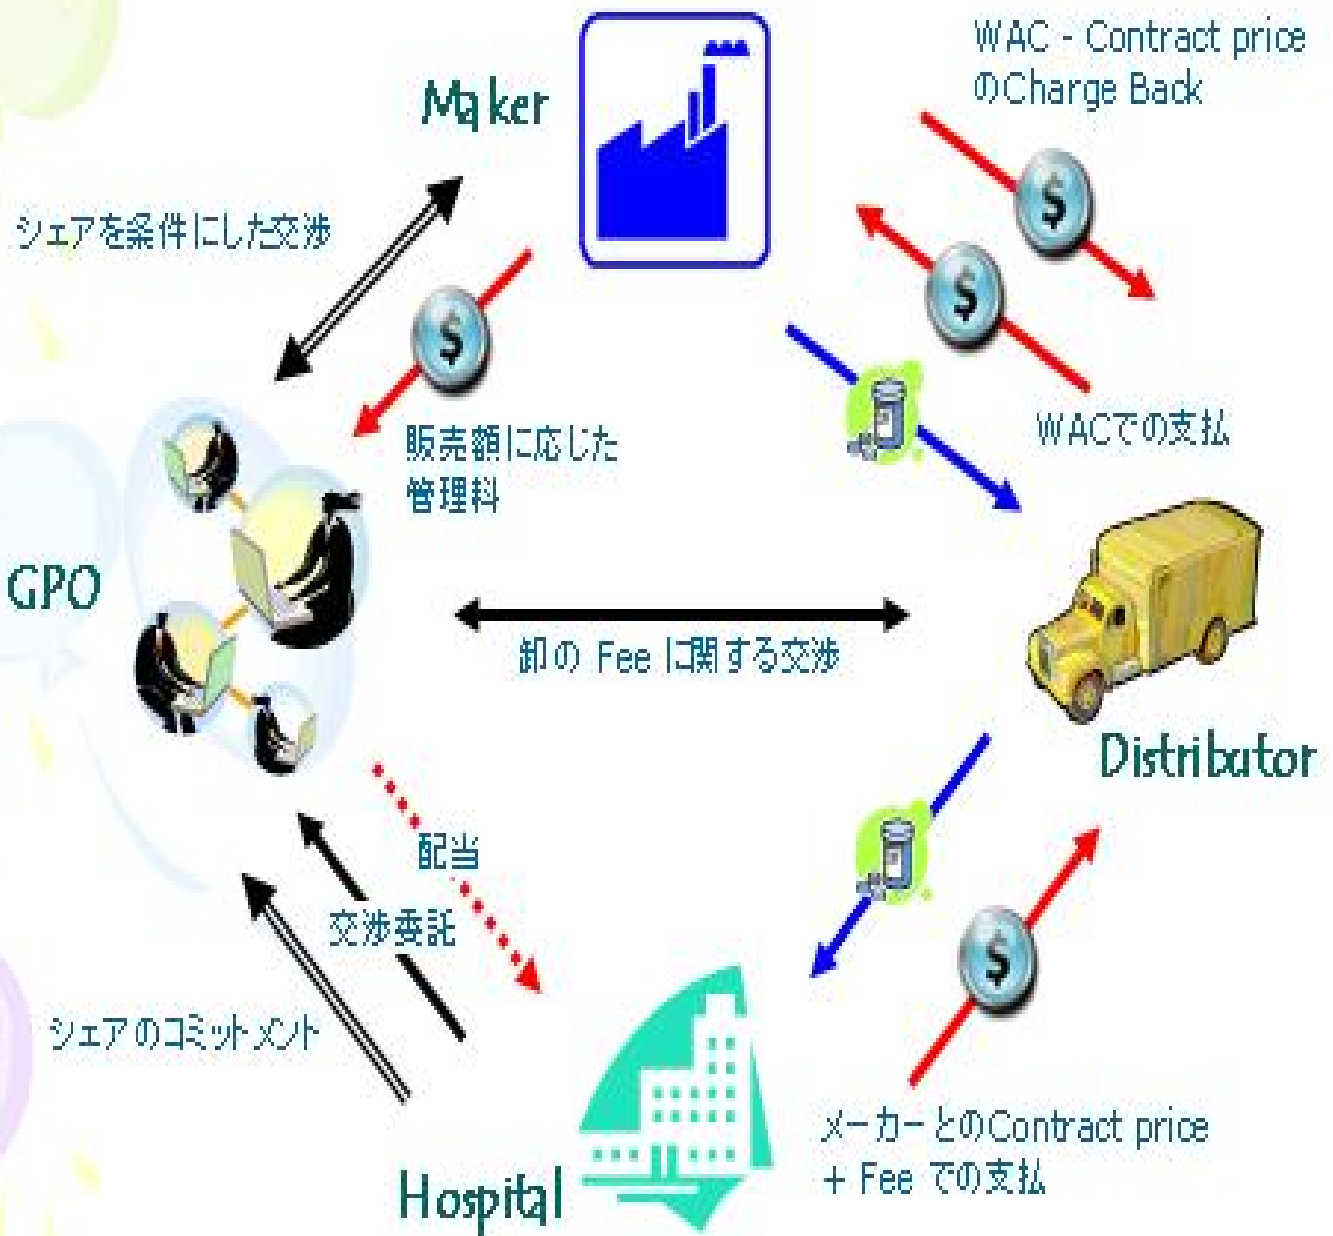 WAC - Contract price
のCharge Back
Maker
シェアを条件にした交渉
販売額に応じた
管理料
WACでの支払
GPO
卸の Fee に関する交渉
Distributor
配当
交渉委託
シェアのコミットメント
メーカーとのContract price
+ Fee での支払
Hospital